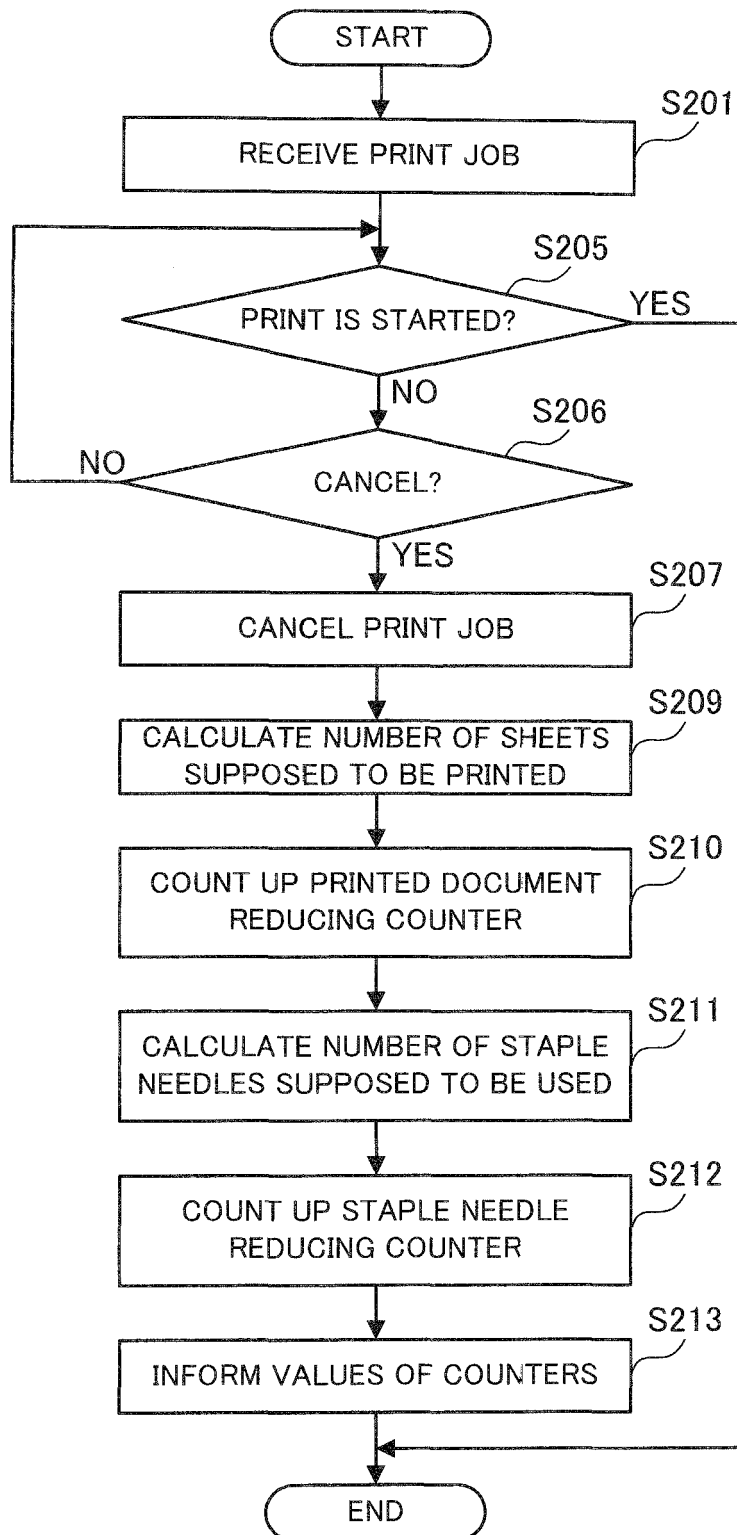 START
S201
RECEIVE PRINT JOB
S205
PRINT IS STARTED?
YES
NO
S206
NO
CANCEL?
YES
S207
CANCEL PRINT JOB
S209
CALCULATE NUMBER OF SHEETS
SUPPOSED TO BE PRINTED
S210
COUNT UP PRINTED DOCUMENT
REDUCING COUNTER
S211
CALCULATE NUMBER OF STAPLE
NEEDLES SUPPOSED TO BE USED
S212
COUNT UP STAPLE NEEDLE
REDUCING COUNTER
S213
INFORM VALUES OF COUNTERS
END